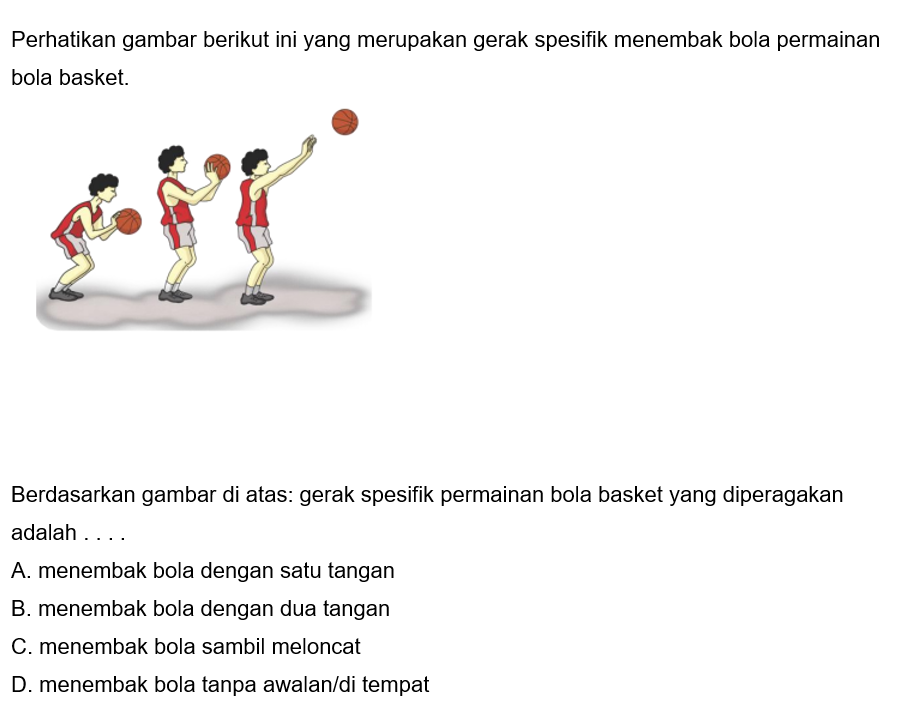 Perhatikan gambar berikut ini yang merupakan gerak spesifik menembak bola permainan
bola basket.
Berdasarkan gambar di atas: gerak spesifik permainan bola basket yang diperagakan
adalah . . . .
A. menembak bola dengan satu tangan
B. menembak bola dengan dua tangan
C. menembak bola sambil meloncat
D. menembak bola tanpa awalan/di tempat